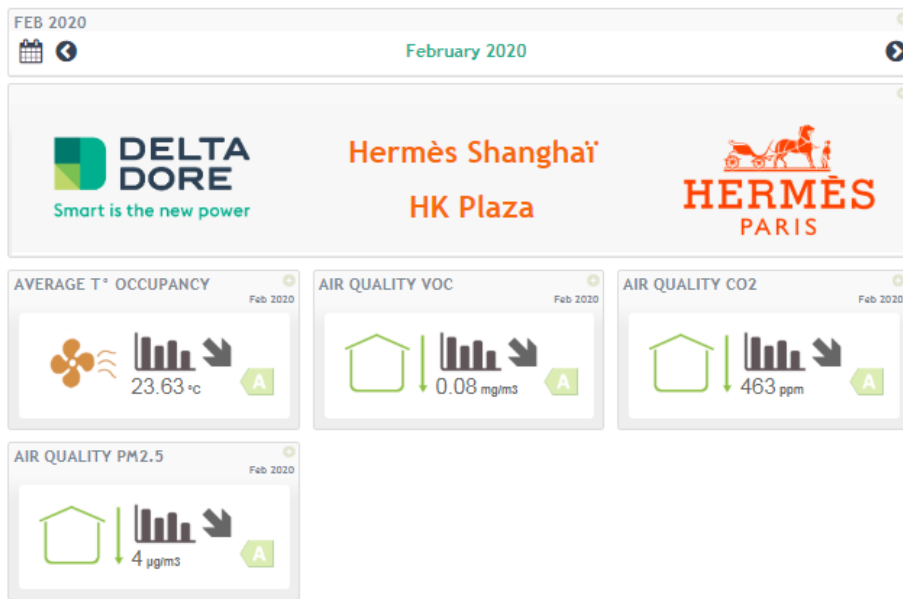 FEB 2020
February 2020
DELTA
DORE
Smart is the new power
Hermès Shanghaï
HK Plaza
HERMÈS
PARIS
AVERAGE T° OCCUPANCY
Feb 2020
23.63 °C
A
AIR QUALITY VOC
Feb 2020
0.08 mg/m3
A
AIR QUALITY CO2
Feb 2020
463 ppm
A
AIR QUALITY PM2.5
Feb 2020
4 µg/m3
A